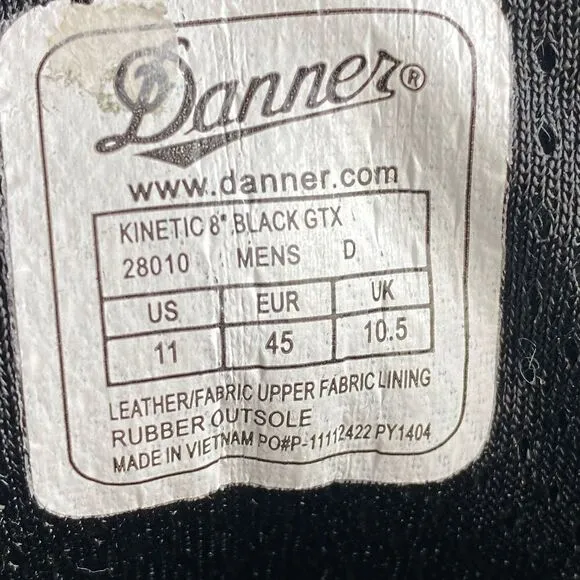 Danner®
www.danner.com
KINETIC 8" BLACK GTX
28010 MENS D
US EUR UK
11 45 10.5
LEATHER/FABRIC UPPER FABRIC LINING
RUBBER OUTSOLE
MADE IN VIETNAM PO#P-11112422 PY1404